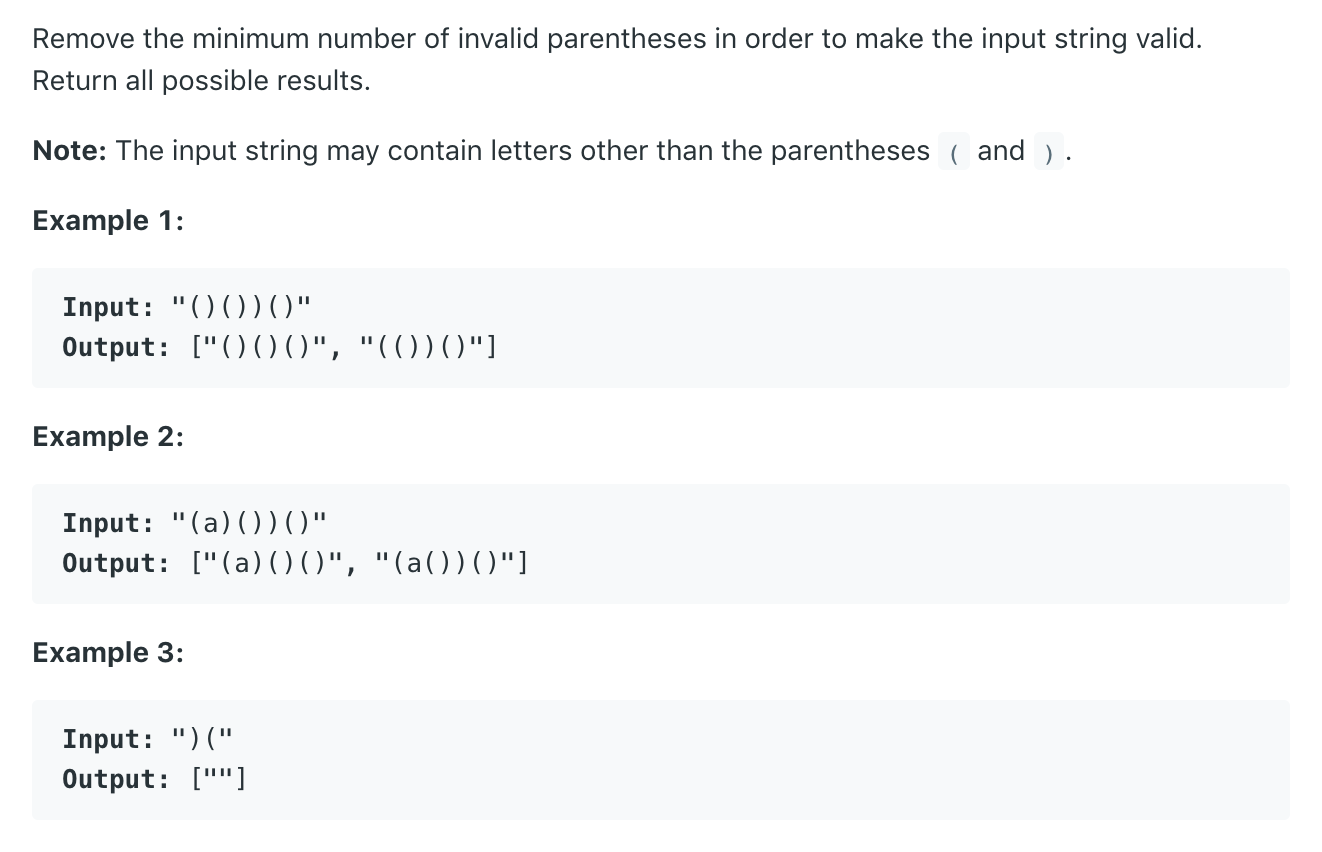 Remove the minimum number of invalid parentheses in order to make the input string valid.
Return all possible results.
Note: The input string may contain letters other than the parentheses ( and ) .
Example 1:
Input: "()())()"
Output: ["()()()", "(())()"]
Example 2:
Input: "(a)())()"
Output: ["(a)()()", "(a())()"]
Example 3:
Input: ")("
Output: [""]